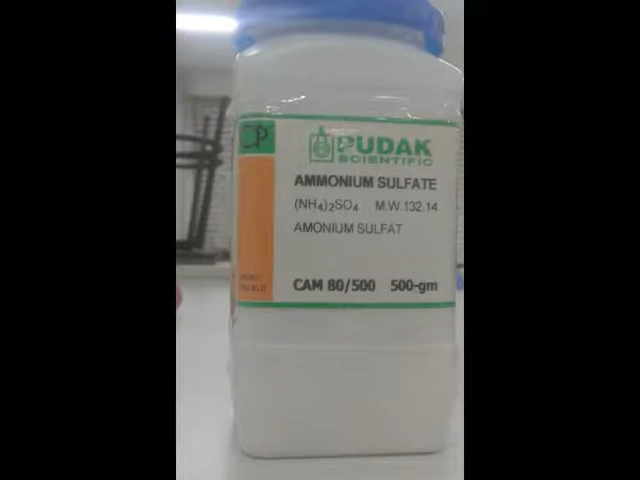 CP
PUDAK
SCIENTIFIC
AMMONIUM SULFATE
(NH4)2SO4 M.W.132.14
AMONIUM SULFAT
CAM 80/500 500-gm